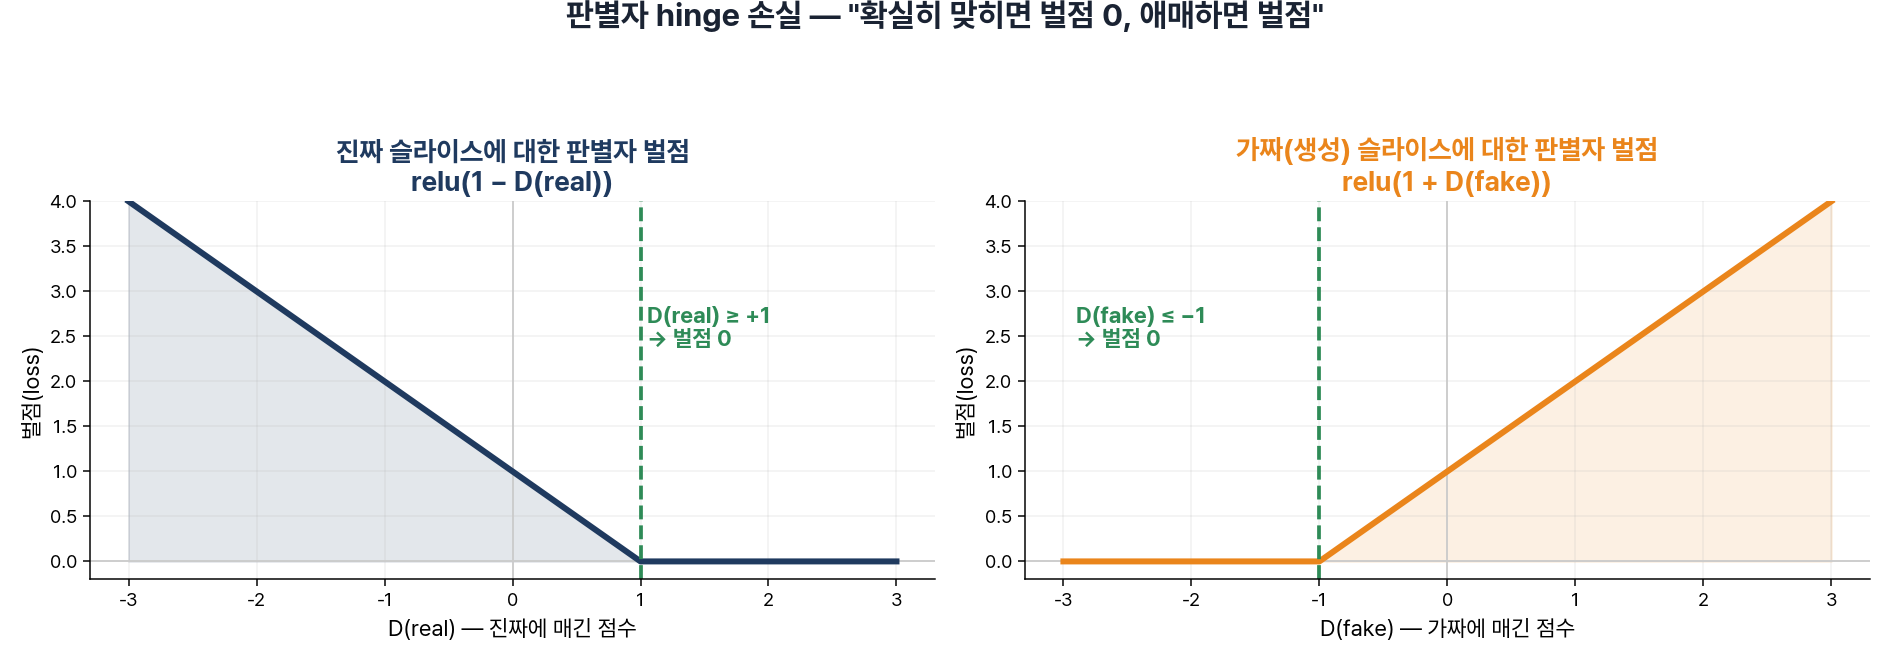 판별자 hinge 손실 — "확실히 맞히면 벌점 0, 애매하면 벌점"
진짜 슬라이스에 대한 판별자 벌점
relu(1 − D(real))
4.0
3.5
3.0
2.5
2.0
1.5
1.0
0.5
0.0
벌점(loss)
D(real) ≥ +1
→ 벌점 0
-3 -2 -1 0 1 2 3
D(real) — 진짜에 매긴 점수
가짜(생성) 슬라이스에 대한 판별자 벌점
relu(1 + D(fake))
4.0
3.5
3.0
2.5
2.0
1.5
1.0
0.5
0.0
벌점(loss)
D(fake) ≤ −1
→ 벌점 0
-3 -2 -1 0 1 2 3
D(fake) — 가짜에 매긴 점수